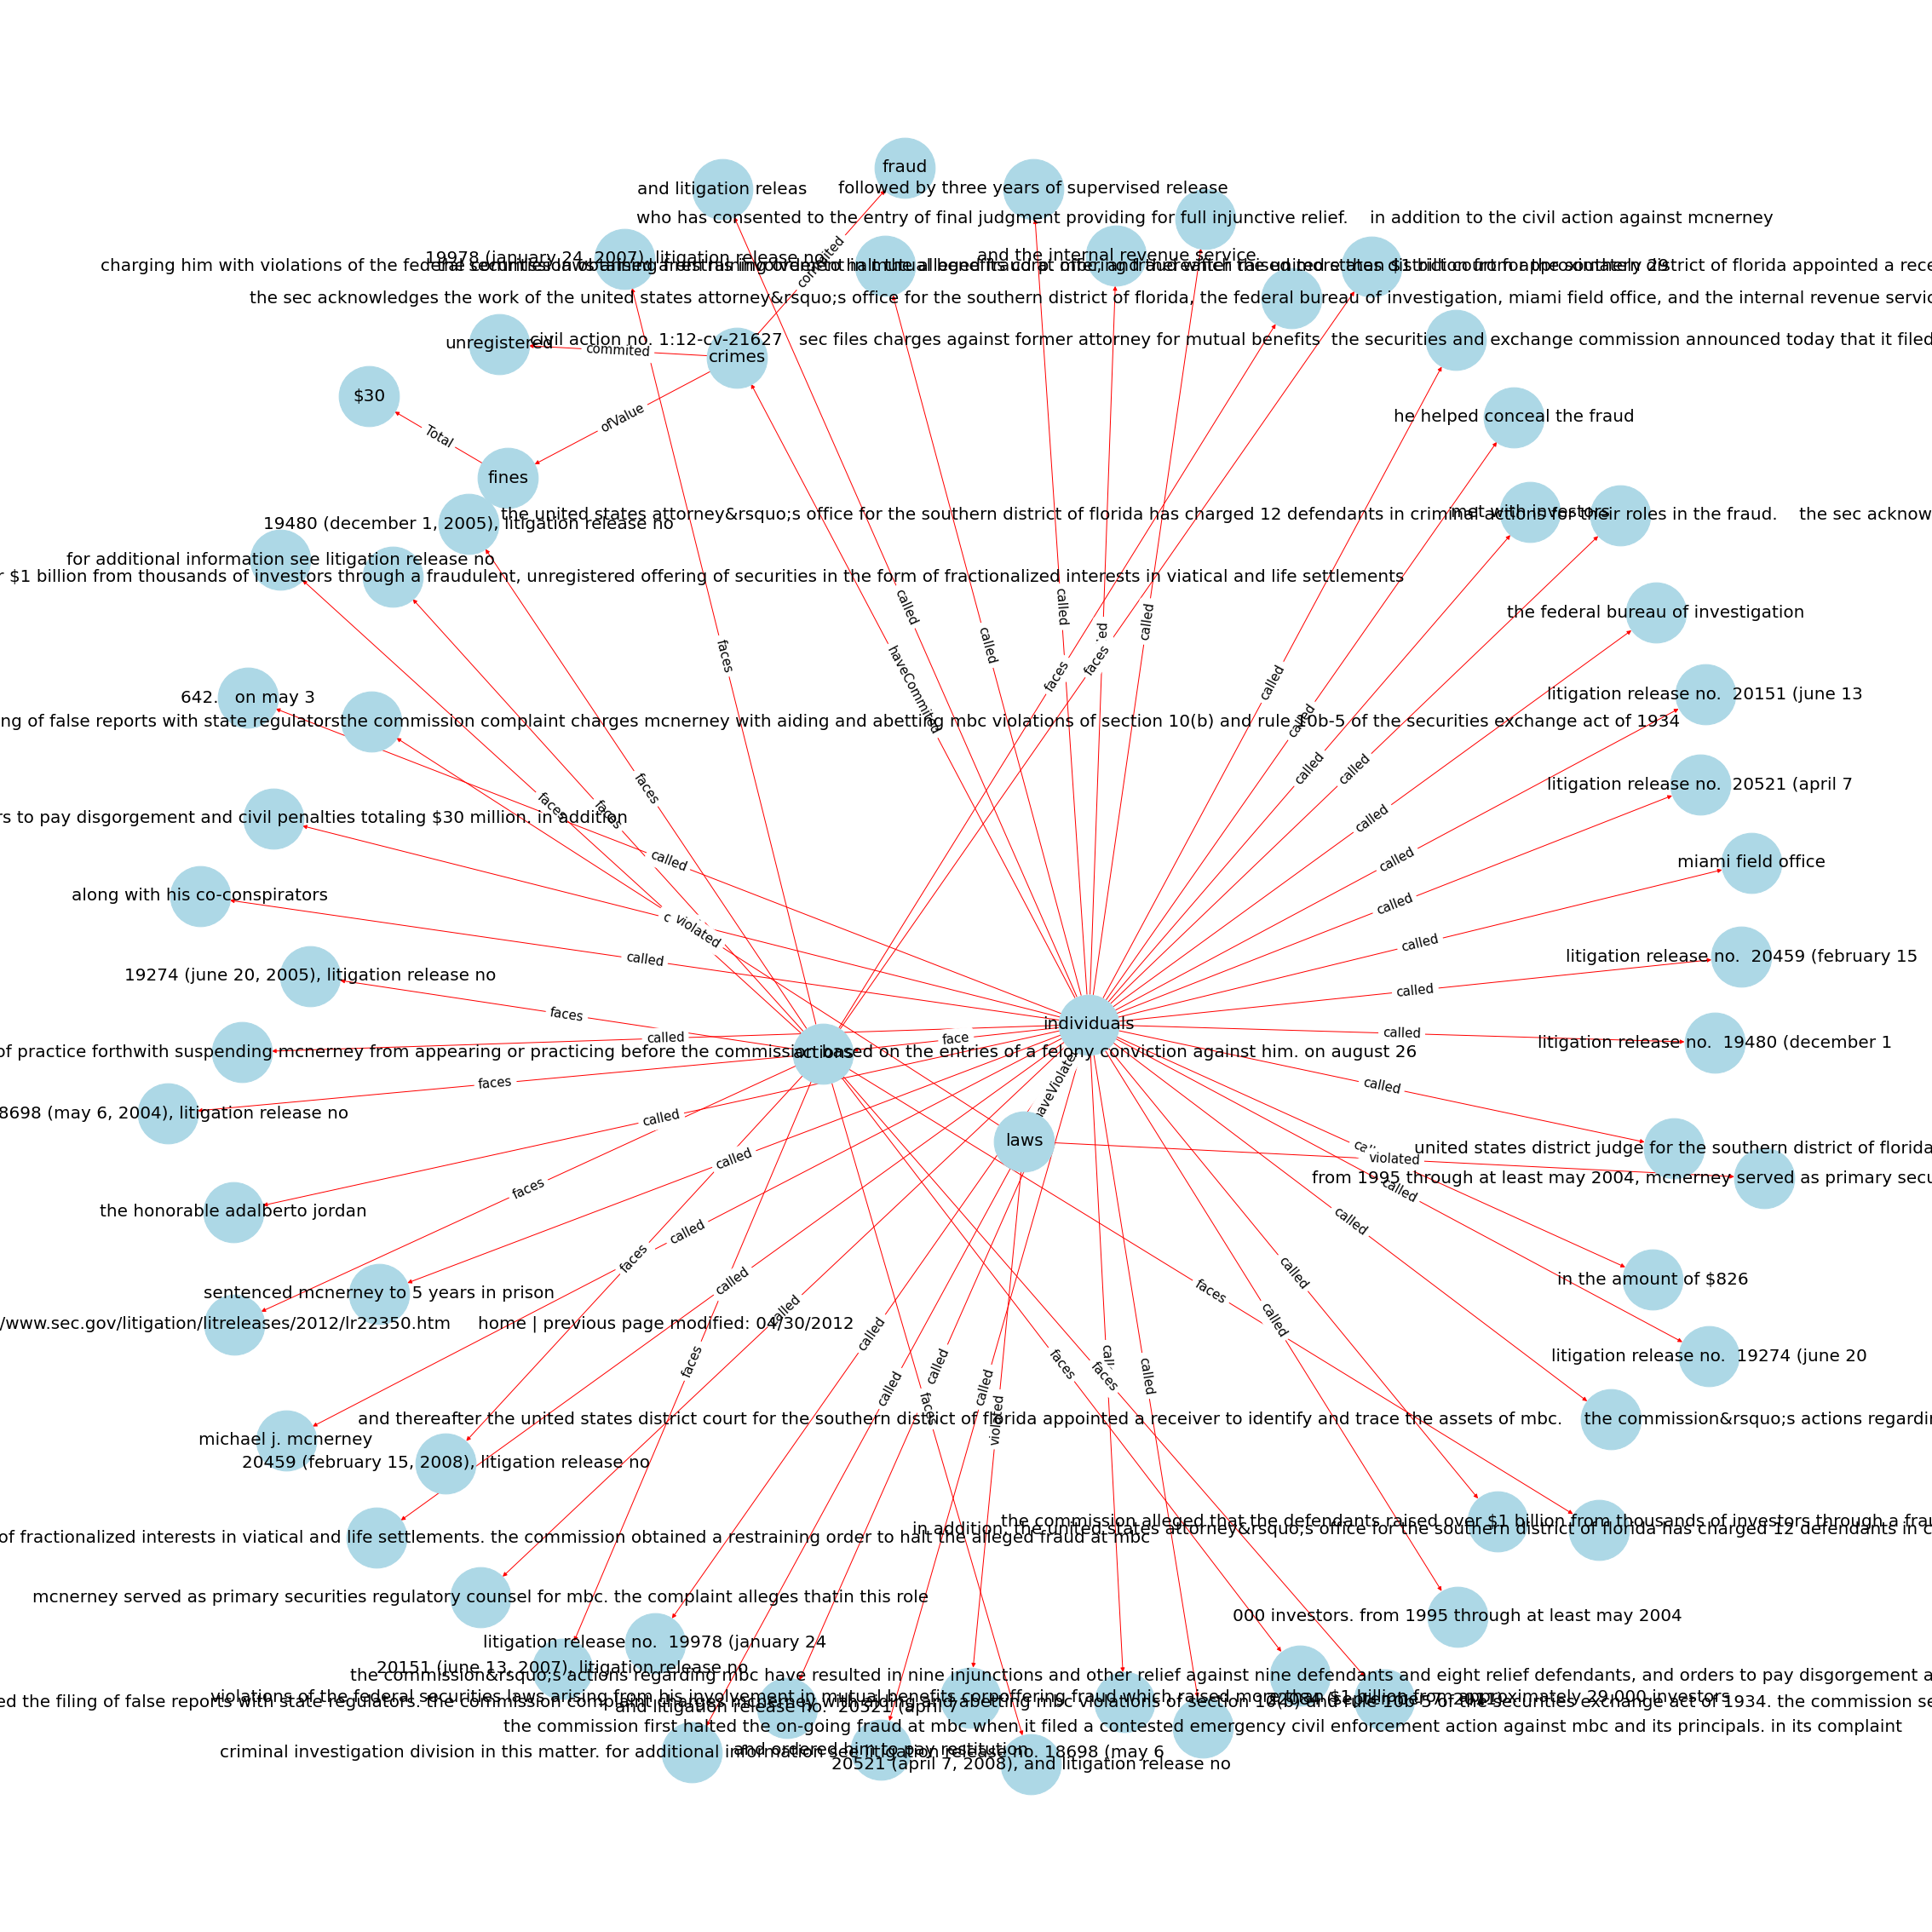 fraud
and litigation releas
followed by three years of supervised release
who has consented to the entry of final judgment providing for full injunctive relief.    in addition to the civil action against mcnerney
commited
and the internal revenue service
19978 (january 24, 2007), litigation release no
charging him with violations of the federal securities laws arising from his involvement in mutual benefits corp. offering fraud which raised more than $1 billion from approximately 29
the sec acknowledges the work of the united states attorney&rsquo;s office for the southern district of florida, the federal bureau of investigation, miami field office, and the internal revenue servic
civil action no. 1:12-cv-21627   sec files charges against former attorney for mutual benefits  the securities and exchange commission announced today that it filed
unregistered
commited
crimes
$30
ofValue
he helped conceal the fraud
Total
fines
met with investors
the united states attorney&rsquo;s office for the southern district of florida has charged 12 defendants in criminal actions for their roles in the fraud.    the sec acknow
19480 (december 1, 2005), litigation release no
for additional information see litigation release no
r $1 billion from thousands of investors through a fraudulent, unregistered offering of securities in the form of fractionalized interests in viatical and life settlements
called
called
called
the federal bureau of investigation
called
faces
faces
faces
called
haveCommited
642.    on may 3
litigation release no.  20151 (june 13
ng of false reports with state regulatorsthe commission complaint charges mcnerney with aiding and abetting mbc violations of section 10(b) and rule 10b-5 of the securities exchange act of 1934
called
called
called
faces
litigation release no.  20521 (april 7
faces
faces
rs to pay disgorgement and civil penalties totaling $30 million. in addition
called
called
called
miami field office
along with his co-conspirators
called
violated
called
called
litigation release no.  20459 (february 15
19274 (june 20, 2005), litigation release no
called
faces
individuals
called
called
face
litigation release no.  19480 (december 1
actions
of practice forthwith suspending mcnerney from appearing or practicing before the commission  based on the entries of a felony conviction against him. on august 26
faces
called
8698 (may 6, 2004), litigation release no
haveViolated
called
laws
united states district judge for the southern district of florida
violated
called
from 1995 through at least may 2004, mcnerney served as primary secu
faces
called
the honorable adalberto jordan
called
called
faces
called
called
faces
in the amount of $826
sentenced mcnerney to 5 years in prison
called
called
called
/www.sec.gov/litigation/litreleases/2012/lr22350.htm     home | previous page modified: 04/30/2012
called
litigation release no.  19274 (june 20
faces
faces
faces
called
called
called
called
faces
violated
and thereafter the united states district court for the southern district of florida appointed a receiver to identify and trace the assets of mbc.    the commission&rsquo;s actions regardin
michael j. mcnerney
20459 (february 15, 2008), litigation release no
the commission alleged that the defendants raised over $1 billion from thousands of investors through a frau
in addition, the united states attorney&rsquo;s office for the southern district of florida has charged 12 defendants in c
of fractionalized interests in viatical and life settlements. the commission obtained a restraining order to halt the alleged fraud at mbc
mcnerney served as primary securities regulatory counsel for mbc. the complaint alleges thatin this role
000 investors. from 1995 through at least may 2004
litigation release no.  19978 (january 24
20151 (june 13, 2007), litigation release no
the commission&rsquo;s actions regarding mbc have resulted in nine injunctions and other relief against nine defendants and eight relief defendants, and orders to pay disgorgement a
violations of the federal securities laws arising from his involvement in mutual benefits corpoffering fraud which raised more than $1 billion from approximately 29,000 investors
ed the filing of false reports with state regulators. the commission complaint charges mcnerney with aiding and abetting mbc violations of section 10(b) and rule 10b-5 of the securities exchange act of 1934. the commission se
and litigation release no.  20521 (april 7
the commission first halted the on-going fraud at mbc when it filed a contested emergency civil enforcement action against mbc and its principals. in its complaint
and ordered him to pay restitution
criminal investigation division in this matter. for additional information see litigation release no. 18698 (may 6
20521 (april 7, 2008), and litigation release no